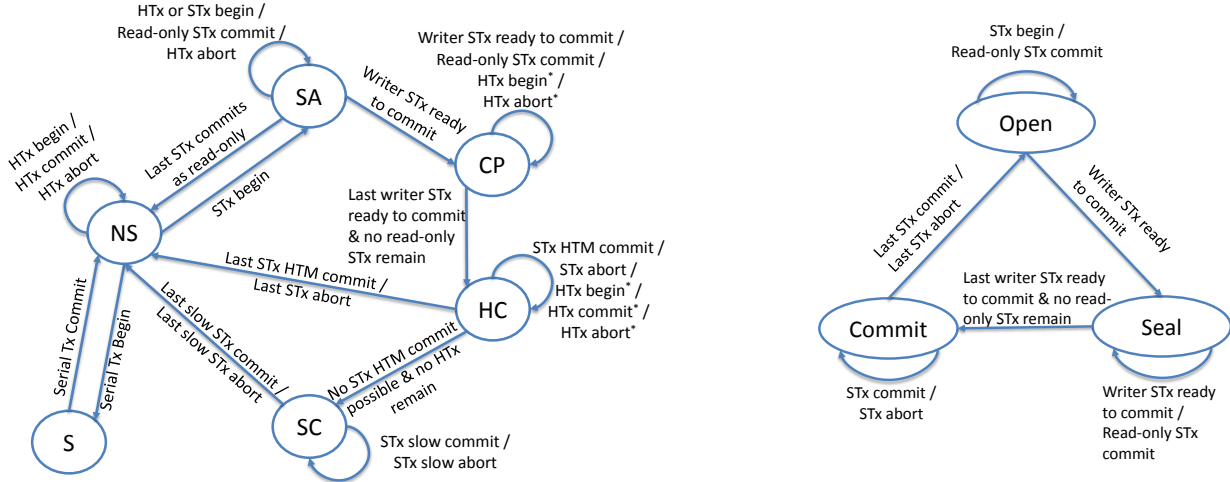 HTx or STx begin /
Read-only STx commit /
HTx abort
SA
Writer STx ready to commit /
Read-only STx commit /
HTx begin* /
HTx abort*
Writer STx ready
to commit
CP
Last STx commits
as read-only
STx begin
HTx begin /
HTx commit /
HTx abort
NS
Last writer STx
ready to commit
& no read-only
STx remain
Last STx HTM commit /
Last STx abort
HC
STx HTM commit /
STx abort /
HTx begin* /
HTx commit* /
HTx abort*
Serial Tx Commit
Serial Tx Begin
Last slow STx commit /
Last slow STx abort
No STx HTM commit
possible & no HTx
remain
S
SC
STx slow commit /
STx slow abort
STx begin /
Read-only STx commit
Open
Last STx commit /
Last STx abort
Writer STx ready
to commit
Last writer STx ready
to commit & no read-
only STx remain
Commit
Seal
STx commit /
STx abort
Writer STx ready
to commit /
Read-only STx
commit